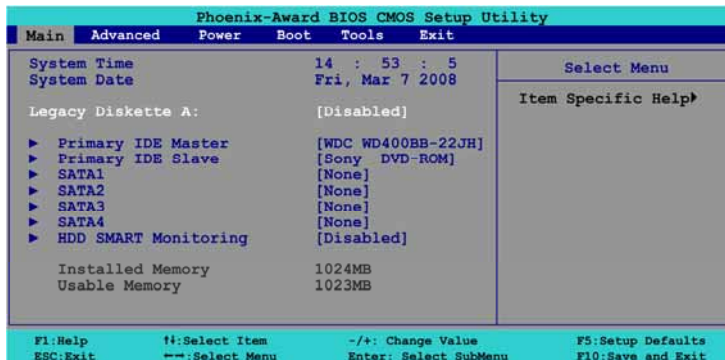 Phoenix-Award BIOS CMOS Setup Utility
Main Advanced Power Boot Tools Exit
System Time 14 : 53 : 5
System Date Fri, Mar 7 2008
Legacy Diskette A: [Disabled]
▶ Primary IDE Master [WDC WD400BB-22JH]
▶ Primary IDE Slave [Sony DVD-ROM]
▶ SATA1 [None]
▶ SATA2 [None]
▶ SATA3 [None]
▶ SATA4 [None]
▶ HDD SMART Monitoring [Disabled]
Installed Memory 1024MB
Usable Memory 1023MB
Select Menu
Item Specific Help▶
F1:Help ↑↓:Select Item -/+: Change Value F5:Setup Defaults
ESC:Exit ←→:Select Menu Enter: Select SubMenu F10:Save and Exit